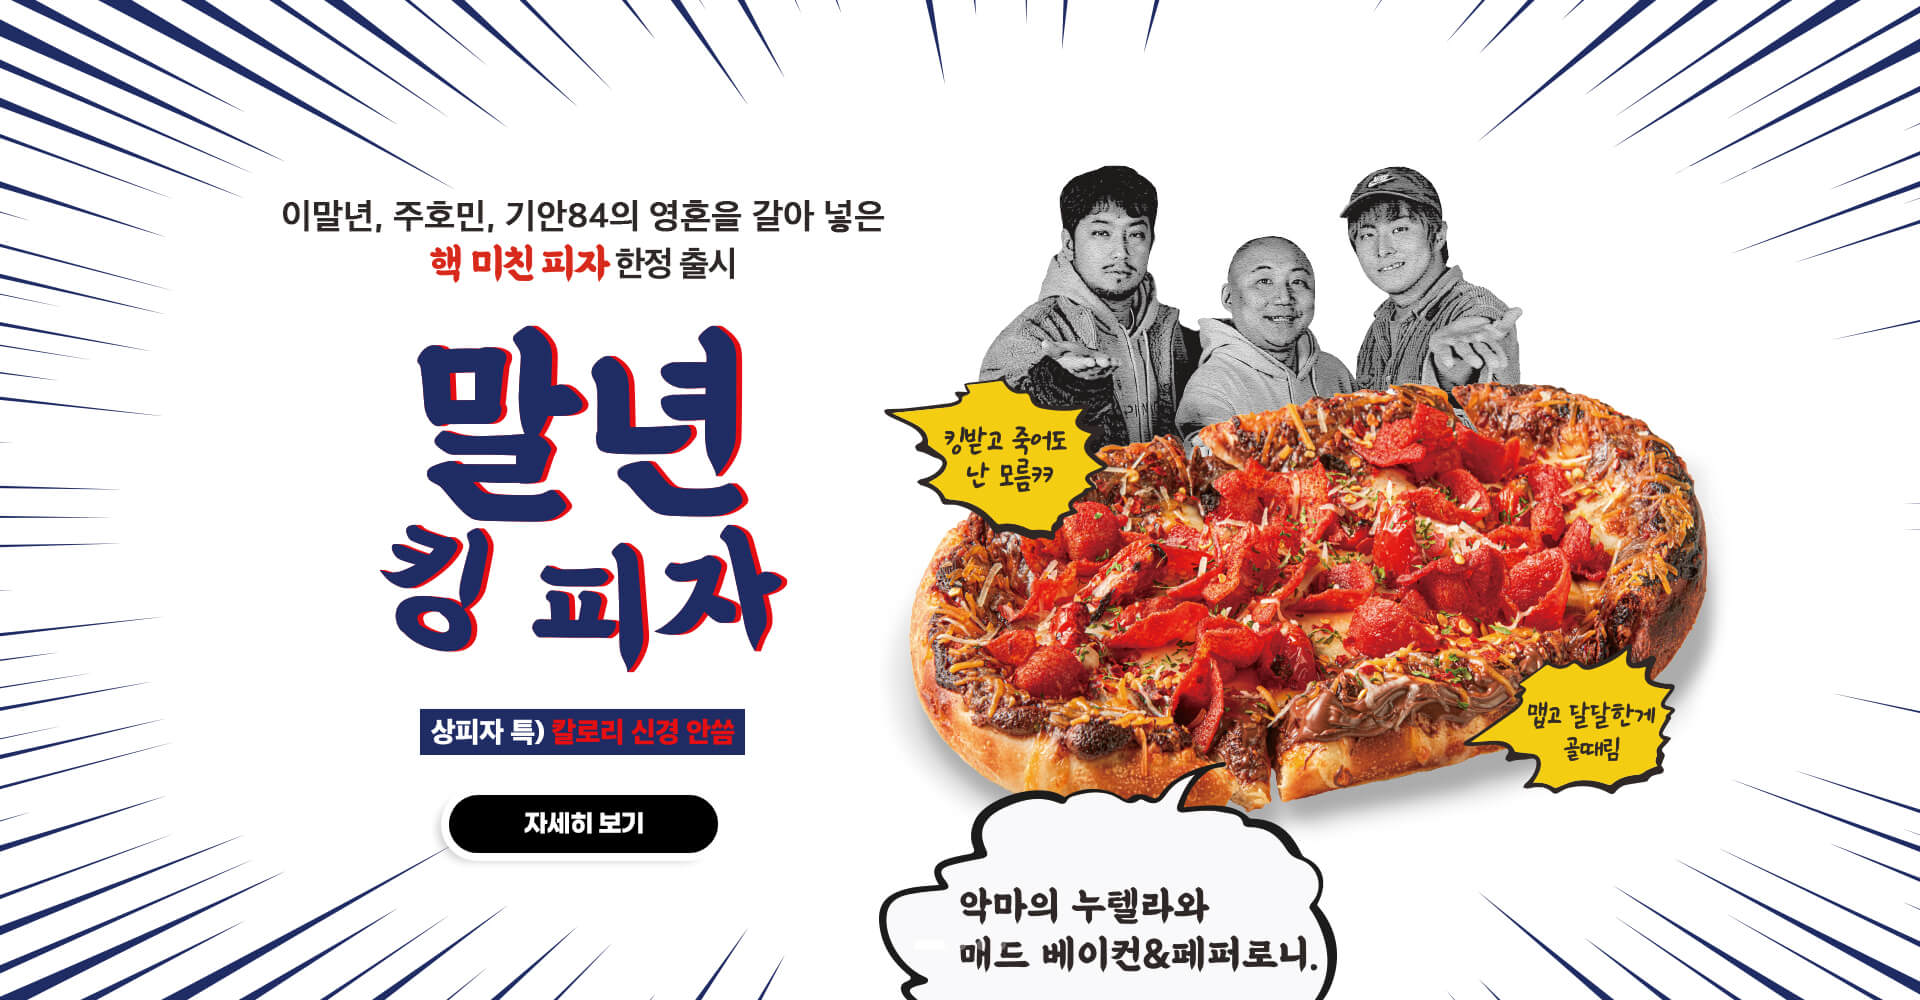 이말년, 주호민, 기안84의 영혼을 갈아 넣은
핵 미친 피자 한정 출시
말년
킹 피자
상피자 특) 칼로리 신경 안씀
자세히 보기
킹받고 죽어도
난 모름ㅋㅋ
맵고 달달한게
골때림
악마의 누텔라와
매드 베이컨&페퍼로니.